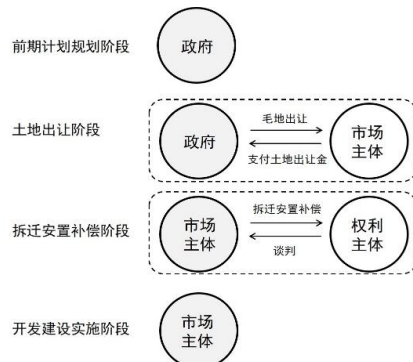 前期计划规划阶段
政府
土地出让阶段
政府
毛地出让
支付土地出让金
市场
主体
拆迁安置补偿阶段
市场
主体
拆迁安置补偿
谈判
权利
主体
开发建设实施阶段
市场
主体